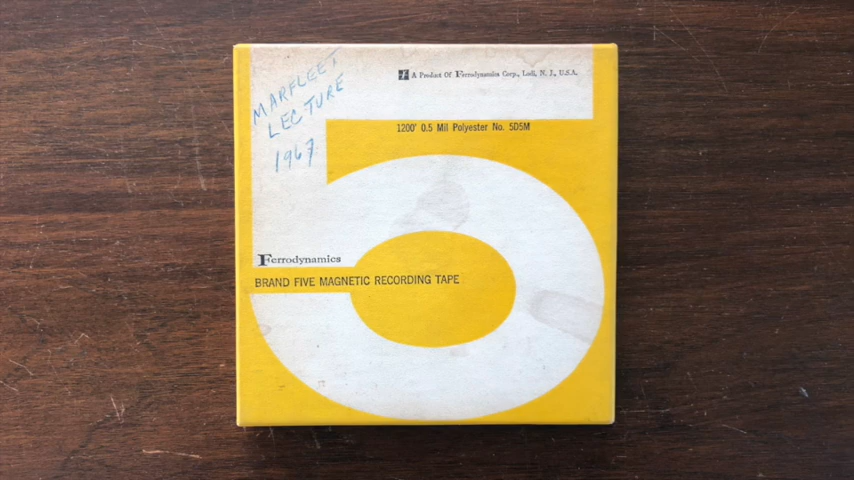 MARFLEET
LECTURE
1967
A Product Of Ferrodynamics Corp., Lodi, N. J., U.S.A.
1200' 0.5 Mil Polyester No. 5D5M
5
Ferrodynamics
BRAND FIVE MAGNETIC RECORDING TAPE